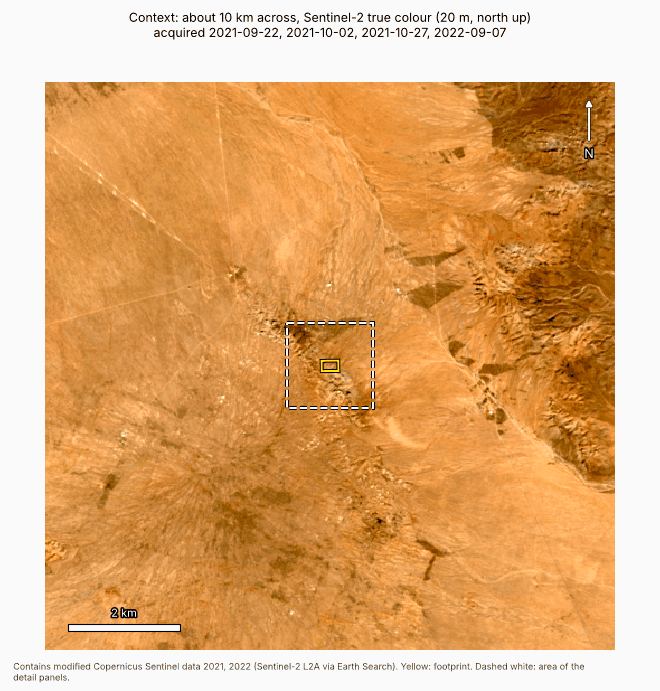 Context: about 10 km across, Sentinel-2 true colour (20 m, north up)
acquired 2021-09-22, 2021-10-02, 2021-10-27, 2022-09-07
N
2 km
Contains modified Copernicus Sentinel data 2021, 2022 (Sentinel-2 L2A via Earth Search). Yellow: footprint. Dashed white: area of the
detail panels.